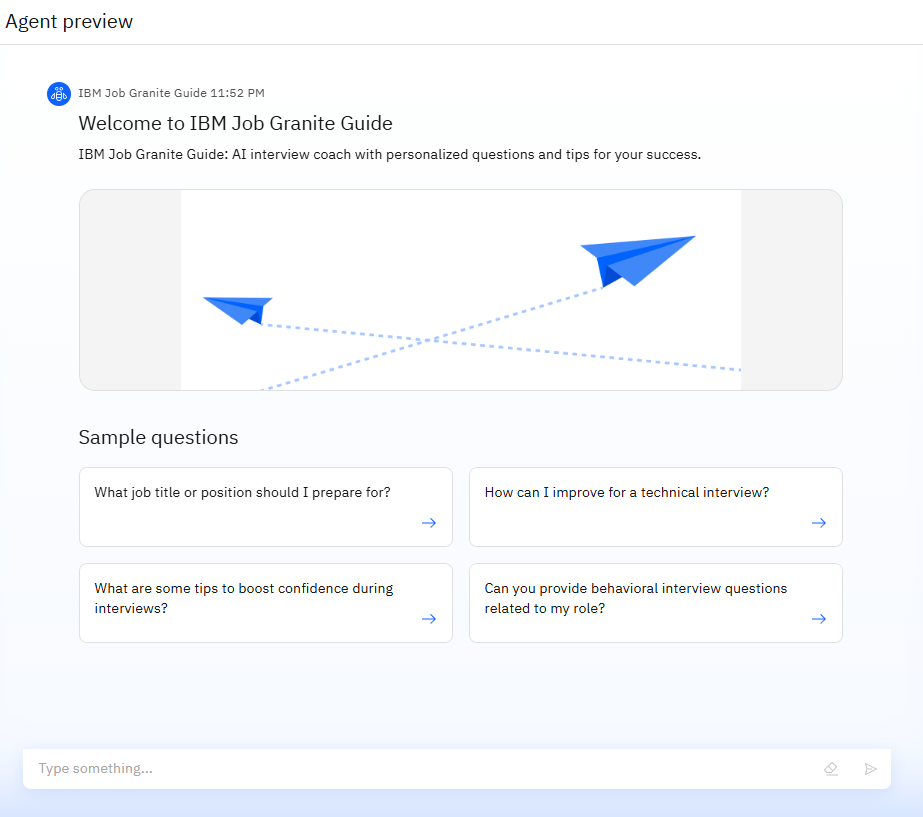 Agent preview
IBM Job Granite Guide 11:52 PM
Welcome to IBM Job Granite Guide
IBM Job Granite Guide: AI interview coach with personalized questions and tips for your success.
Sample questions
What job title or position should I prepare for?
How can I improve for a technical interview?
What are some tips to boost confidence during
interviews?
Can you provide behavioral interview questions
related to my role?
Type something...